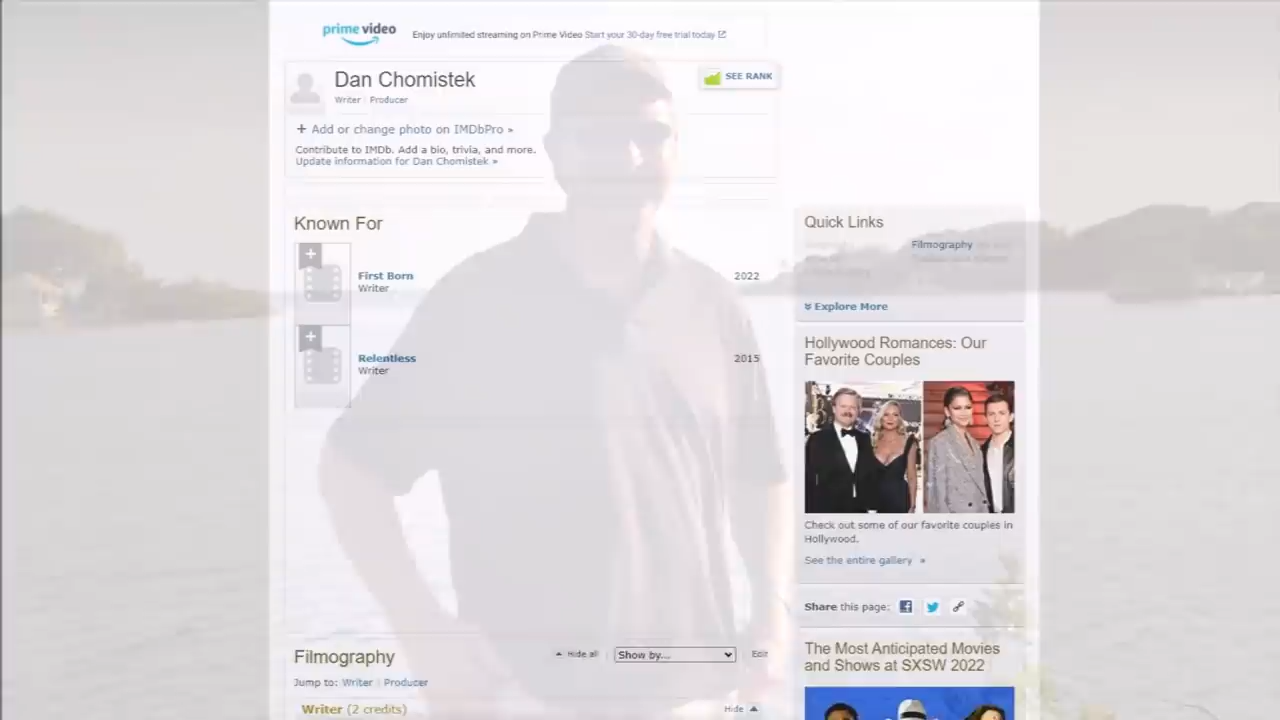 prime video
Enjoy unlimited streaming on Prime Video Start your 30-day free trial today
Dan Chomistek
SEE RANK
Writer | Producer
+ Add or change photo on IMDbPro »
Contribute to IMDb. Add a bio, trivia, and more.
Update information for Dan Chomistek »
Known For
First Born
Writer
2022
Relentless
Writer
2015
Quick Links
Filmography
Explore More
Hollywood Romances: Our
Favorite Couples
Check out some of our favorite couples in
Hollywood.
See the entire gallery »
Share this page:
The Most Anticipated Movies
and Shows at SXSW 2022
Filmography
Hide all | Show by... | Edit
Jump to: Writer | Producer
Writer (2 credits)
Hide